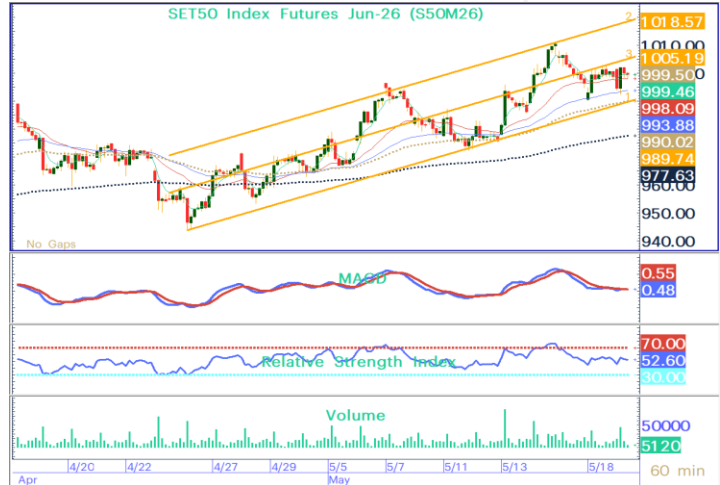 SET50 Index Futures Jun-26 (S50M26)
2
1018.57
1010.00
3
1005.19
999.50
999.46
998.09
993.88
1
990.02
989.74
977.63
960.00
950.00
940.00
No Gaps
MACD
0.55
0.48
70.00
Relative Strength Index
52.60
30.00
Volume
50000
5120
4/20 4/22 4/27 4/29 5/5 5/7 5/11 5/13 5/18
Apr May
60 min